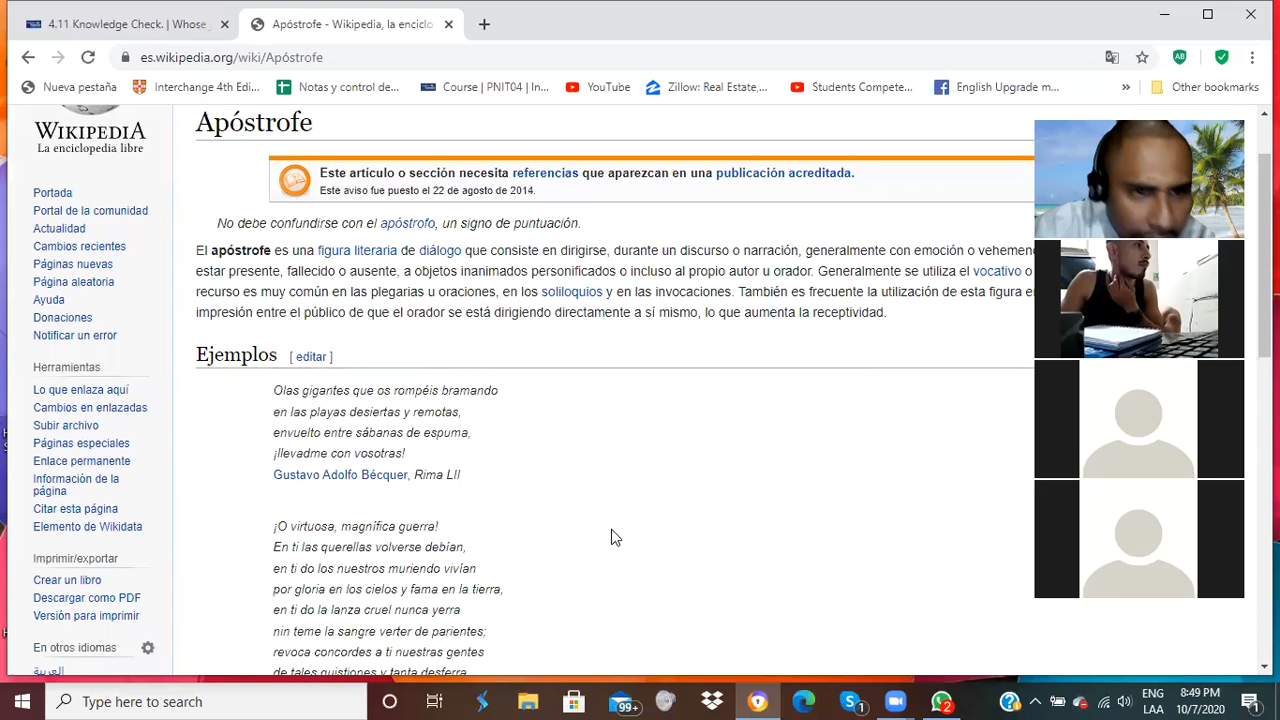 4.11 Knowledge Check. | Whose
Apóstrofe - Wikipedia, la enciclo
es.wikipedia.org/wiki/Apóstrofe
Nueva pestaña
Interchange 4th Edi...
Notas y control de...
Course | PNIT04 | In...
YouTube
Zillow: Real Estate,...
Students Compete...
English Upgrade m...
»
Other bookmarks
WIKIPEDIA
La enciclopedia libre
Portada
Portal de la comunidad
Actualidad
Cambios recientes
Páginas nuevas
Página aleatoria
Ayuda
Donaciones
Notificar un error
Herramientas
Lo que enlaza aquí
Cambios en enlazadas
Subir archivo
Páginas especiales
Enlace permanente
Información de la
página
Citar esta página
Elemento de Wikidata
Imprimir/exportar
Crear un libro
Descargar como PDF
Versión para imprimir
En otros idiomas
العربية
Apóstrofe
Este artículo o sección necesita referencias que aparezcan en una publicación acreditada.
Este aviso fue puesto el 22 de agosto de 2014.
No debe confundirse con el apóstrofo, un signo de puntuación.
El apóstrofe es una figura literaria de diálogo que consiste en dirigirse, durante un discurso o narración, generalmente con emoción o vehemen
estar presente, fallecido o ausente, a objetos inanimados personificados o incluso al propio autor u orador. Generalmente se utiliza el vocativo o
recurso es muy común en las plegarias u oraciones, en los soliloquios y en las invocaciones. También es frecuente la utilización de esta figura en
impresión entre el público de que el orador se está dirigiendo directamente a sí mismo, lo que aumenta la receptividad.
Ejemplos [ editar ]
Olas gigantes que os rompéis bramando
en las playas desiertas y remotas,
envuelto entre sábanas de espuma,
¡llevadme con vosotras!
Gustavo Adolfo Bécquer, Rima LII
¡O virtuosa, magnífica guerra!
En ti las querellas volverse debían,
en ti do los nuestros muriendo vivían
por gloria en los cielos y fama en la tierra,
en ti do la lanza cruel nunca yerra
nin teme la sangre verter de parientes;
revoca concordes a ti nuestras gentes
de tales quistiones y tanta desferra
Type here to search
99+
1
2
ENG
LAA
8:49 PM
10/7/2020
1